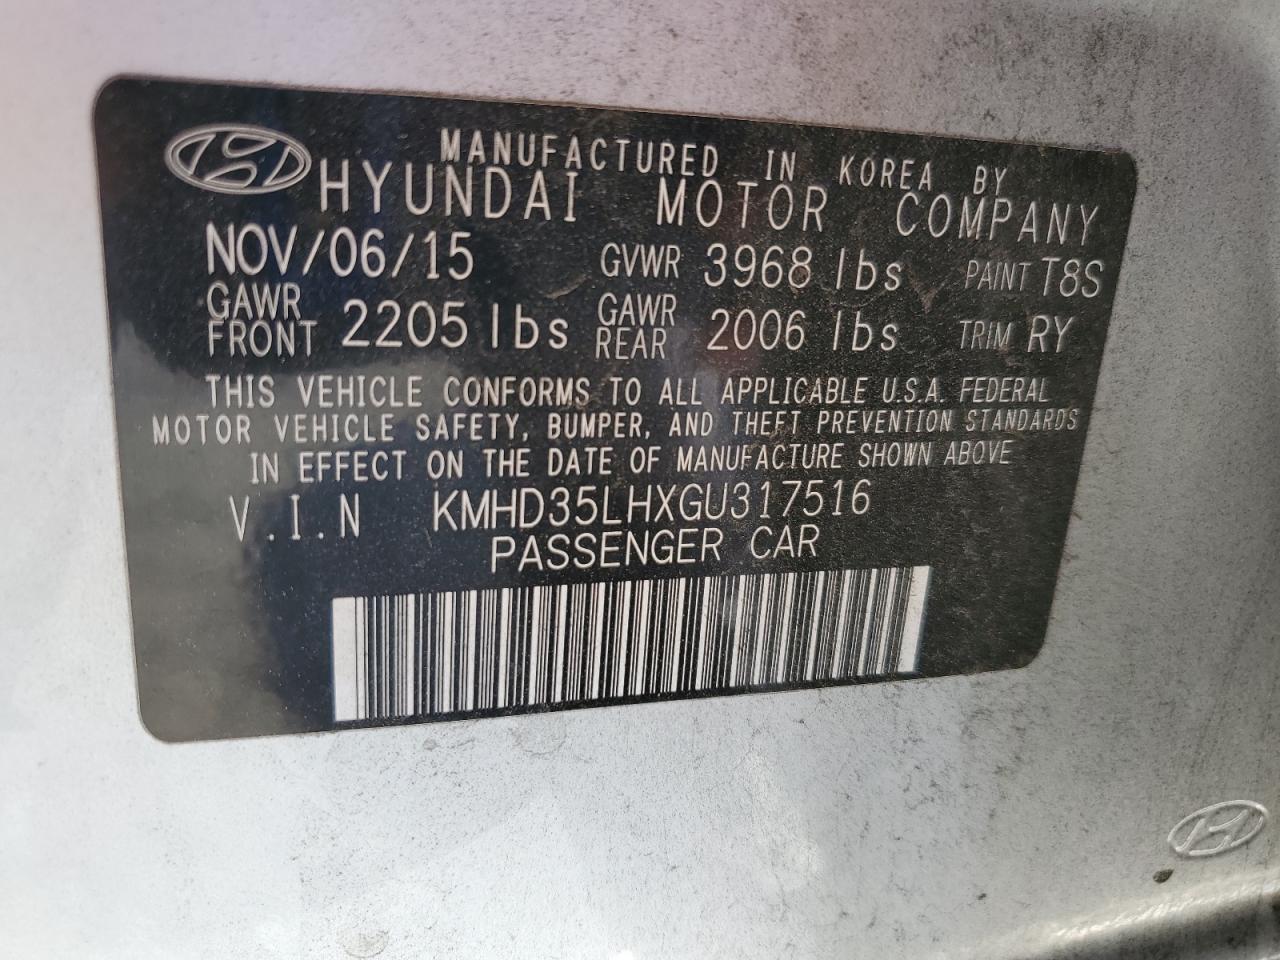 MANUFACTURED IN KOREA BY
HYUNDAI MOTOR COMPANY
NOV/06/15 GVWR 3968 lbs PAINT T8S
GAWR FRONT 2205 lbs GAWR REAR 2006 lbs TRIM RY
THIS VEHICLE CONFORMS TO ALL APPLICABLE U.S.A. FEDERAL
MOTOR VEHICLE SAFETY, BUMPER, AND THEFT PREVENTION STANDARDS
IN EFFECT ON THE DATE OF MANUFACTURE SHOWN ABOVE
V.I.N KMHD35LHXGU317516
PASSENGER CAR